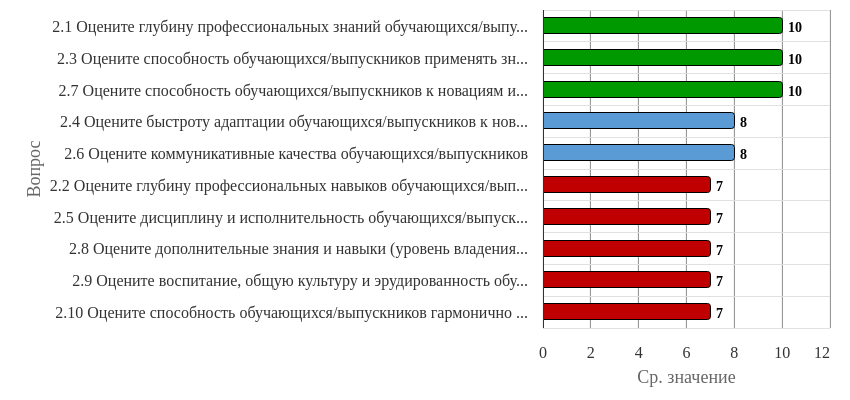 2.1 Оцените глубину профессиональных знаний обучающихся/выпу... 10
2.3 Оцените способность обучающихся/выпускников применять зн... 10
2.7 Оцените способность обучающихся/выпускников к новациям и... 10
2.4 Оцените быстроту адаптации обучающихся/выпускников к нов... 8
2.6 Оцените коммуникативные качества обучающихся/выпускников 8
2.2 Оцените глубину профессиональных навыков обучающихся/вып... 7
2.5 Оцените дисциплину и исполнительность обучающихся/выпуск... 7
2.8 Оцените дополнительные знания и навыки (уровень владения... 7
2.9 Оцените воспитание, общую культуру и эрудированность обу... 7
2.10 Оцените способность обучающихся/выпускников гармонично ... 7
Вопрос
0 2 4 6 8 10 12
Ср. значение